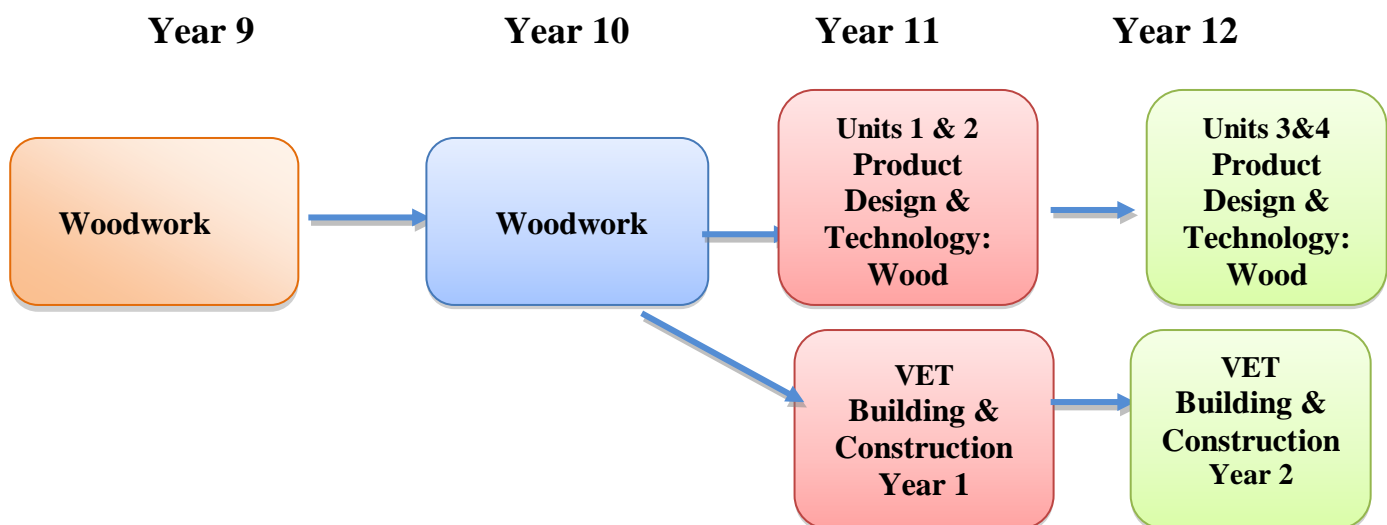 Year 9 Year 10 Year 11 Year 12
Woodwork
Woodwork
Units 1 & 2
Product
Design &
Technology:
Wood
Units 3&4
Product
Design &
Technology:
Wood
VET
Building &
Construction
Year 1
VET
Building &
Construction
Year 2